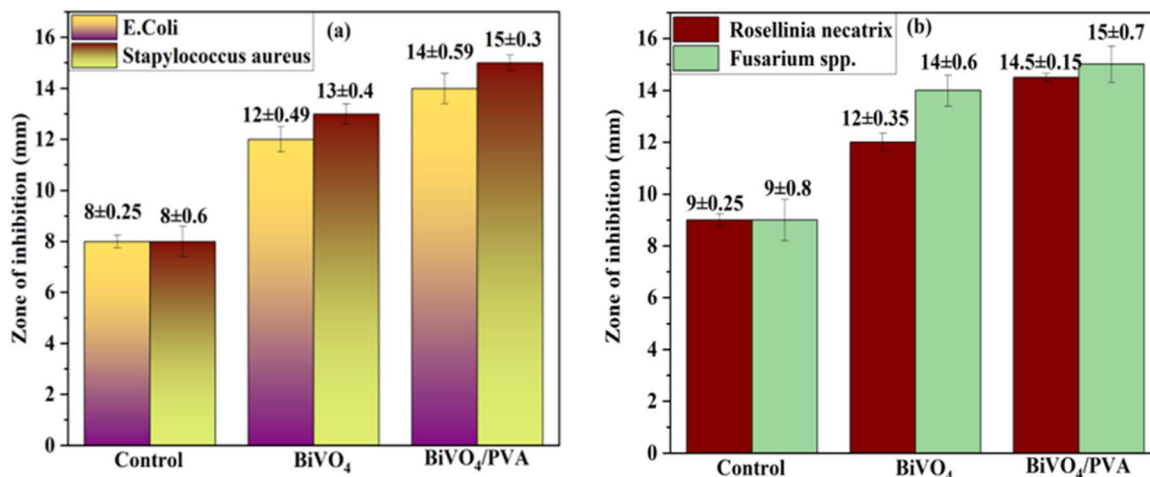 (a)
E.Coli
Stapylococcus aureus
Zone of inhibition (mm)
16
14
12
10
8
6
4
2
0
8±0.25
8±0.6
12±0.49
13±0.4
14±0.59
15±0.3
Control
BiVO₄
BiVO₄/PVA
(b)
Rosellinia necatrix
Fusarium spp.
Zone of inhibition (mm)
16
14
12
10
8
6
4
2
0
9±0.25
9±0.8
12±0.35
14±0.6
14.5±0.15
15±0.7
Control
BiVO₄
BiVO₄/PVA